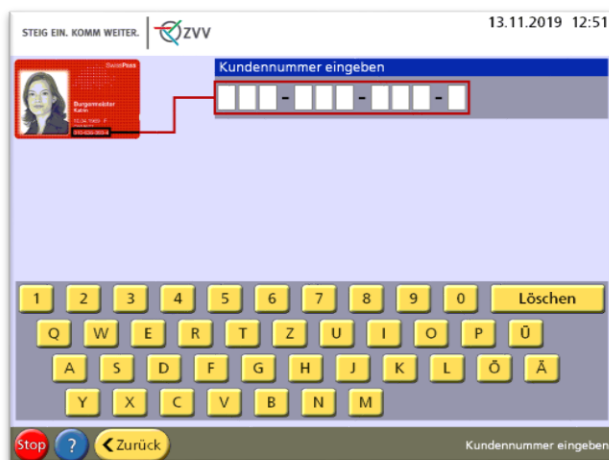 STEIG EIN. KOMM WEITER. ZVV
13.11.2019 12:51
SwissPass
Kundennummer eingeben
Burgermeister
Katrin
- - -
1 2 3 4 5 6 7 8 9 0 Löschen
Q W E R T Z U I O P Ü
A S D F G H J K L Ö Ä
Y X C V B N M
Stop ? Zurück
Kundennummer eingeben